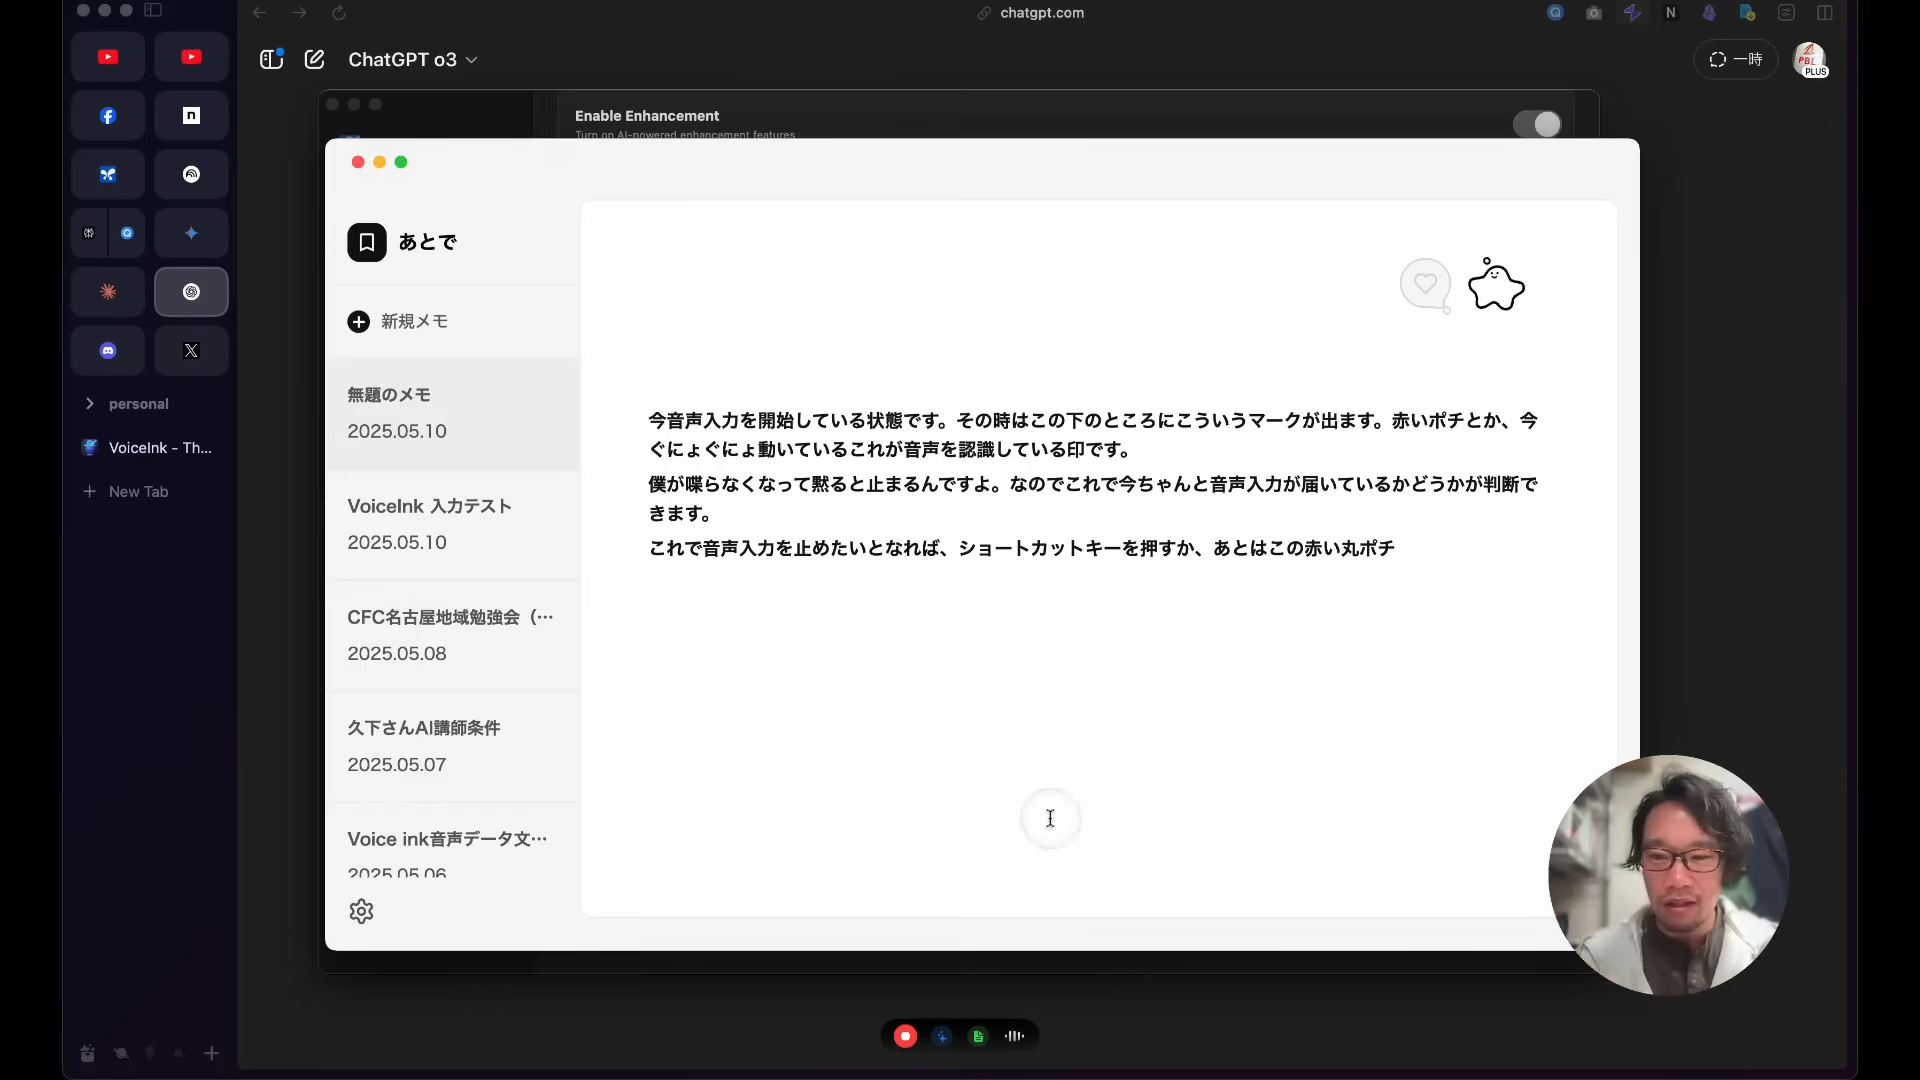 chatgpt.com
ChatGPT o3
一時
PLUS
Enable Enhancement
Turn on AI-powered enhancement features
あとで
新規メモ
無題のメモ
2025.05.10
VoiceInk 入力テスト
2025.05.10
CFC名古屋地域勉強会（…
2025.05.08
久下さんAI講師条件
2025.05.07
Voice ink音声データ文…
2025.05.06
personal
VoiceInk - Th...
New Tab
今音声入力を開始している状態です。その時はこの下のところにこういうマークが出ます。赤いポチとか、今
ぐにょぐにょ動いているこれが音声を認識している印です。
僕が喋らなくなって黙ると止まるんですよ。なのでこれで今ちゃんと音声入力が届いているかどうかが判断で
きます。
これで音声入力を止めたいとなれば、ショートカットキーを押すか、あとはこの赤い丸ポチ